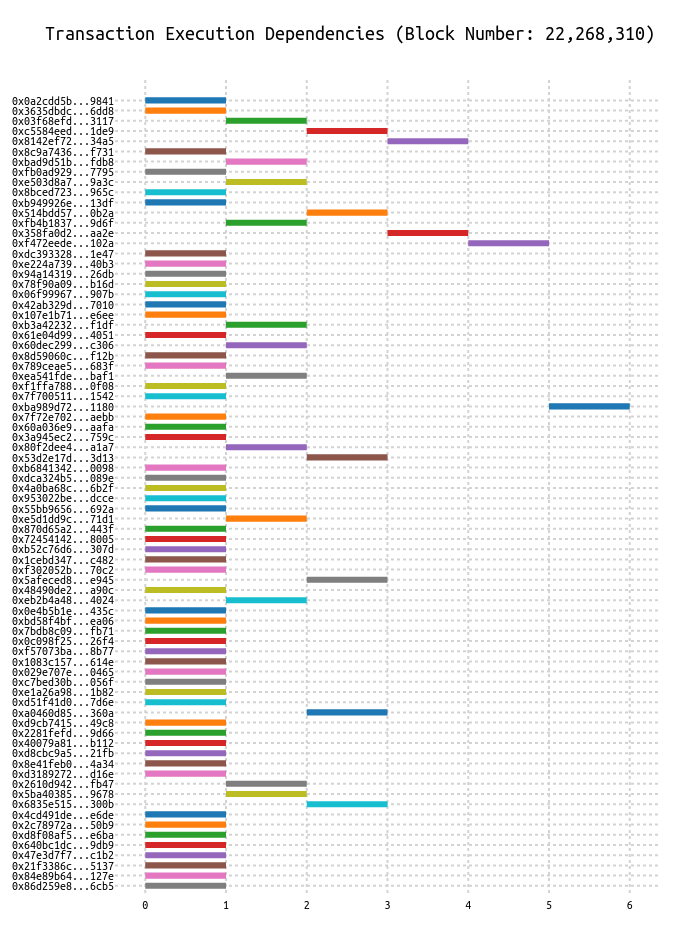 Transaction Execution Dependencies (Block Number: 22,268,310)
0x0a2cdd5b...9841
0x3635dbdc...6dd8
0x03f68efd...3117
0xc5584eed...1de9
0x8142ef72...34a5
0x8c9a7436...f731
0xbad9d51b...fdb8
0xfb0ad929...7795
0xe503d8a7...9a3c
0x8bced723...965c
0xb949926e...13df
0x514bdd57...0b2a
0xfb4b1837...9d6f
0x358fa0d2...aa2e
0xf472eede...102a
0xdc393328...1e47
0xe224a739...40b3
0x94a14319...26db
0x78f90a09...b16d
0x06f99967...907b
0x42ab329d...7010
0x107e1b71...e6ee
0xb3a42232...f1df
0x61e04d99...4051
0x60dec299...c306
0x8d59060c...f12b
0x789ceae5...683f
0xea541fde...baf1
0xf1ffa788...0f08
0x7f700511...1542
0xba989d72...1180
0x7f72e702...aebb
0x60a036e9...aafa
0x3a945ec2...759c
0x80f2dee4...a1a7
0x53d2e17d...3d13
0xb6841342...0098
0xdca324b5...089e
0x4a0ba68c...6b2f
0x953022be...dcce
0x55bb9656...692a
0xe5d1dd9c...71d1
0x870d65a2...443f
0x72454142...8005
0xb52c76d6...307d
0x1cebd347...c482
0xf302052b...70c2
0x5afeced8...e945
0x48490de2...a90c
0xeb2b4a48...4024
0x0e4b5b1e...435c
0xbd58f4bf...ea06
0x7bdb8c09...fb71
0x0c098f25...26f4
0xf57073ba...8b77
0x1083c157...614e
0x029e707e...0465
0xc7bed30b...056f
0xe1a26a98...1b82
0xd51f41d0...7d6e
0xa0460d85...360a
0xd9cb7415...49c8
0x2281fefd...9d66
0x40079a81...b112
0xd8cbc9a5...21fb
0x8e41feb0...4a34
0xd3189272...d16e
0x2610d942...fb47
0x5ba40385...9678
0x6835e515...300b
0x4cd491de...e6de
0x2c78972a...50b9
0xd8f08af5...e6ba
0x640bc1dc...9db9
0x47e3d7f7...c1b2
0x21f3386c...5137
0x84e89b64...127e
0x86d259e8...6cb5
0 1 2 3 4 5 6